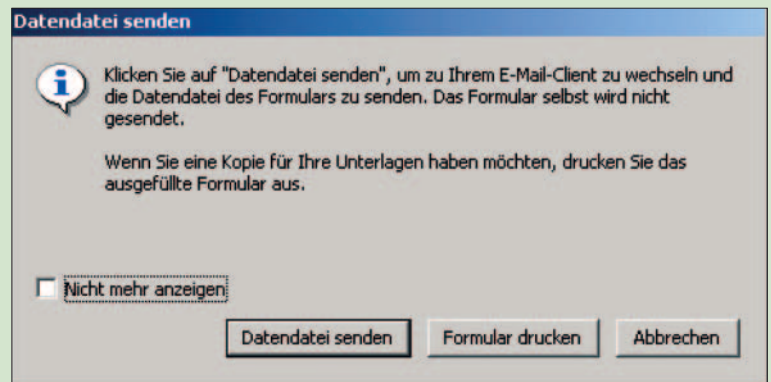 Datendatei senden
Klicken Sie auf "Datendatei senden", um zu Ihrem E-Mail-Client zu wechseln und
die Datendatei des Formulars zu senden. Das Formular selbst wird nicht
gesendet.
Wenn Sie eine Kopie für Ihre Unterlagen haben möchten, drucken Sie das
ausgefüllte Formular aus.
Nicht mehr anzeigen
Datendatei senden Formular drucken Abbrechen